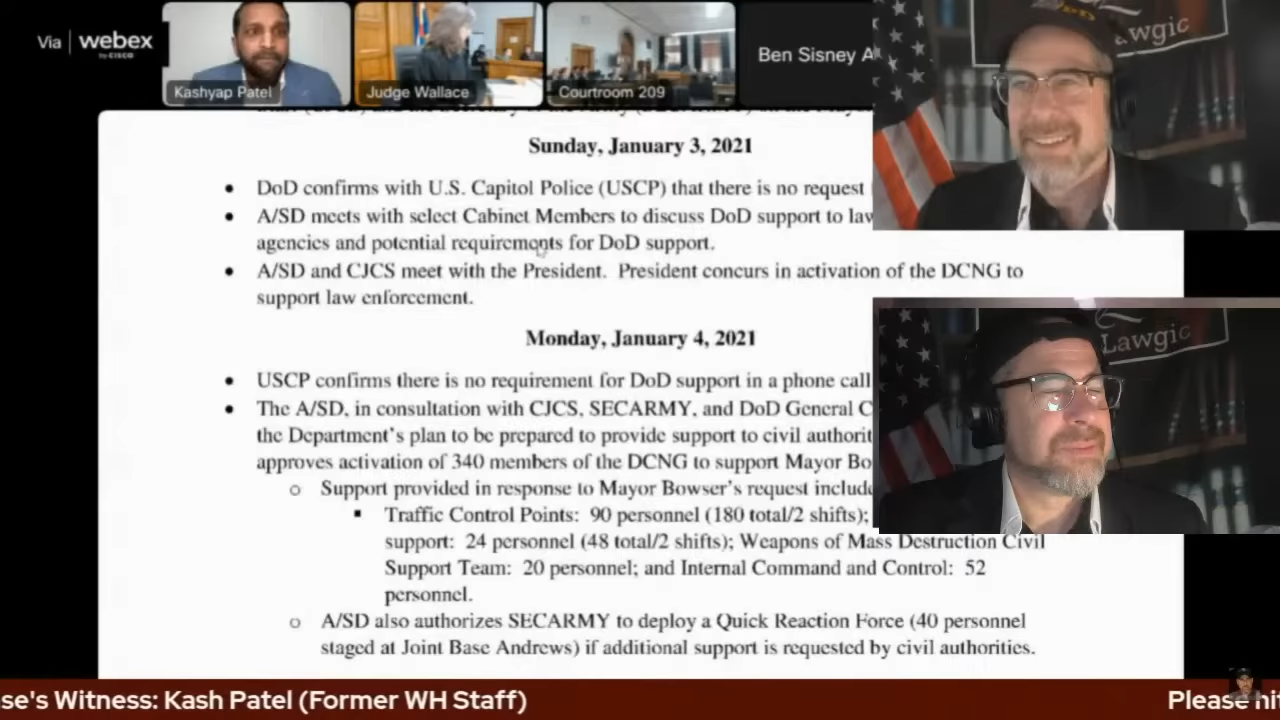 Via | webex
by CISCO
Kashyap Patel
Judge Wallace
Courtroom 209
Ben Sisney A
awgic
Sunday, January 3, 2021
• DoD confirms with U.S. Capitol Police (USCP) that there is no request
• A/SD meets with select Cabinet Members to discuss DoD support to law
agencies and potential requirements for DoD support.
• A/SD and CJCS meet with the President. President concurs in activation of the DCNG to
support law enforcement.
Monday, January 4, 2021
Lawgic
• USCP confirms there is no requirement for DoD support in a phone call
• The A/SD, in consultation with CJCS, SECARMY, and DoD General C
the Department's plan to be prepared to provide support to civil authorit
approves activation of 340 members of the DCNG to support Mayor Bo
o Support provided in response to Mayor Bowser's request include
▪ Traffic Control Points: 90 personnel (180 total/2 shifts);
support: 24 personnel (48 total/2 shifts); Weapons of Mass Destruction Civil
Support Team: 20 personnel; and Internal Command and Control: 52
personnel.
o A/SD also authorizes SECARMY to deploy a Quick Reaction Force (40 personnel
staged at Joint Base Andrews) if additional support is requested by civil authorities.
se's Witness: Kash Patel (Former WH Staff)
Please hit